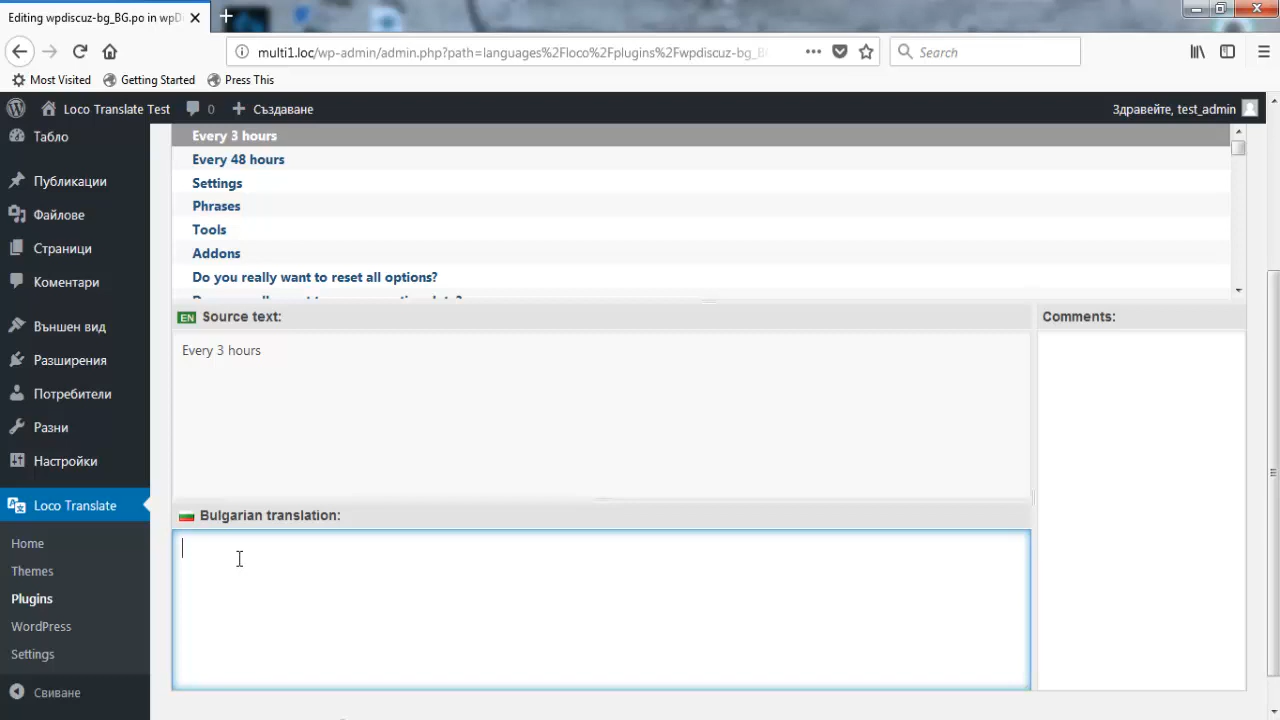 Editing wpdiscuz-bg_BG.po in wpD
multi1.loc/wp-admin/admin.php?path=languages%2Floco%2Fplugins%2Fwpdiscuz-bg_B
Search
Most Visited
Getting Started
Press This
Loco Translate Test
0
Създаване
Здравейте, test_admin
Табло
Публикации
Файлове
Страници
Коментари
Външен вид
Разширения
Потребители
Разни
Настройки
Loco Translate
Home
Themes
Plugins
WordPress
Settings
Свиване
Every 3 hours
Every 48 hours
Settings
Phrases
Tools
Addons
Do you really want to reset all options?
EN Source text:
Every 3 hours
Comments:
Bulgarian translation: